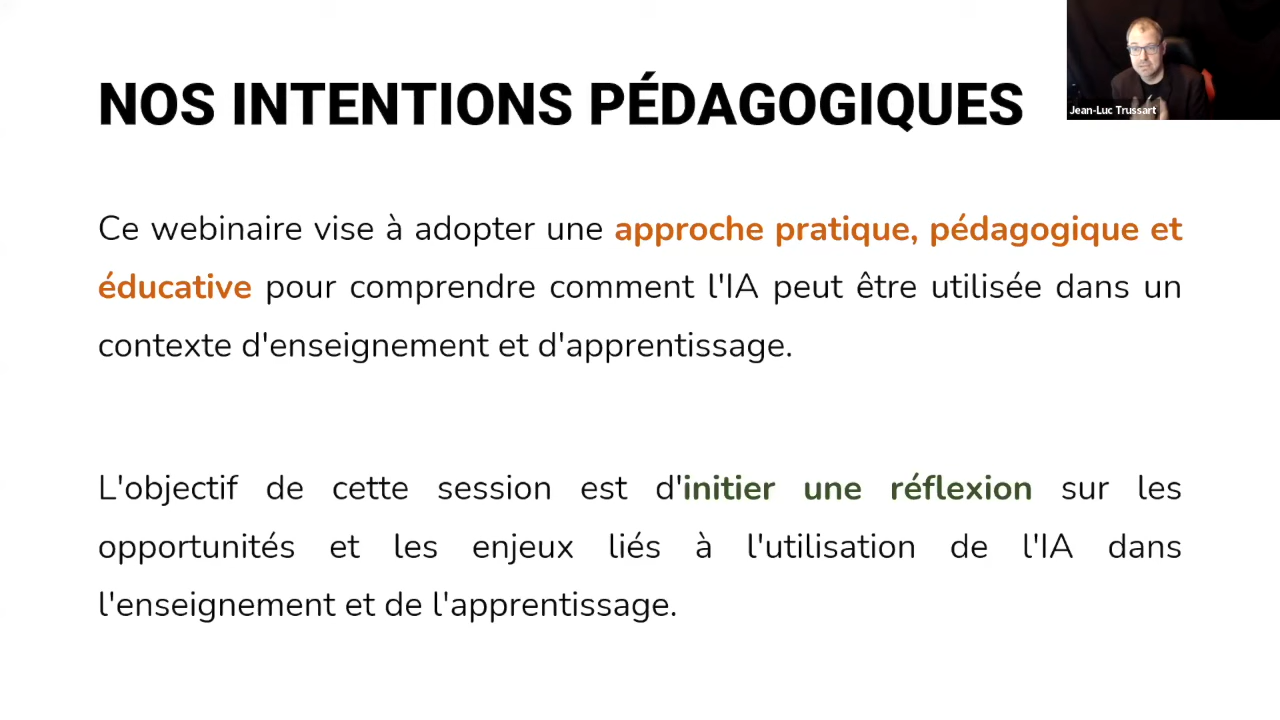 NOS INTENTIONS PÉDAGOGIQUES
Jean-Luc Trussart
Ce webinaire vise à adopter une approche pratique, pédagogique et
éducative pour comprendre comment l'IA peut être utilisée dans un
contexte d'enseignement et d'apprentissage.
L'objectif de cette session est d'initier une réflexion sur les
opportunités et les enjeux liés à l'utilisation de l'IA dans
l'enseignement et de l'apprentissage.